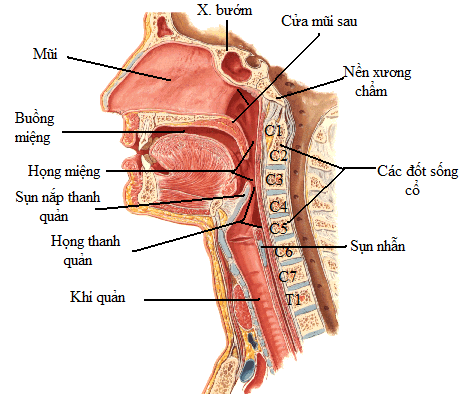 X. bướm
Cửa mũi sau
Mũi
Nền xương
chẩm
Buồng
miệng
C1
C2
Họng miệng
C3
Các đốt sống
cổ
Sụn nắp thanh
quản
C4
C5
Họng thanh
quản
C6
Sụn nhẫn
C7
Khí quản
T1